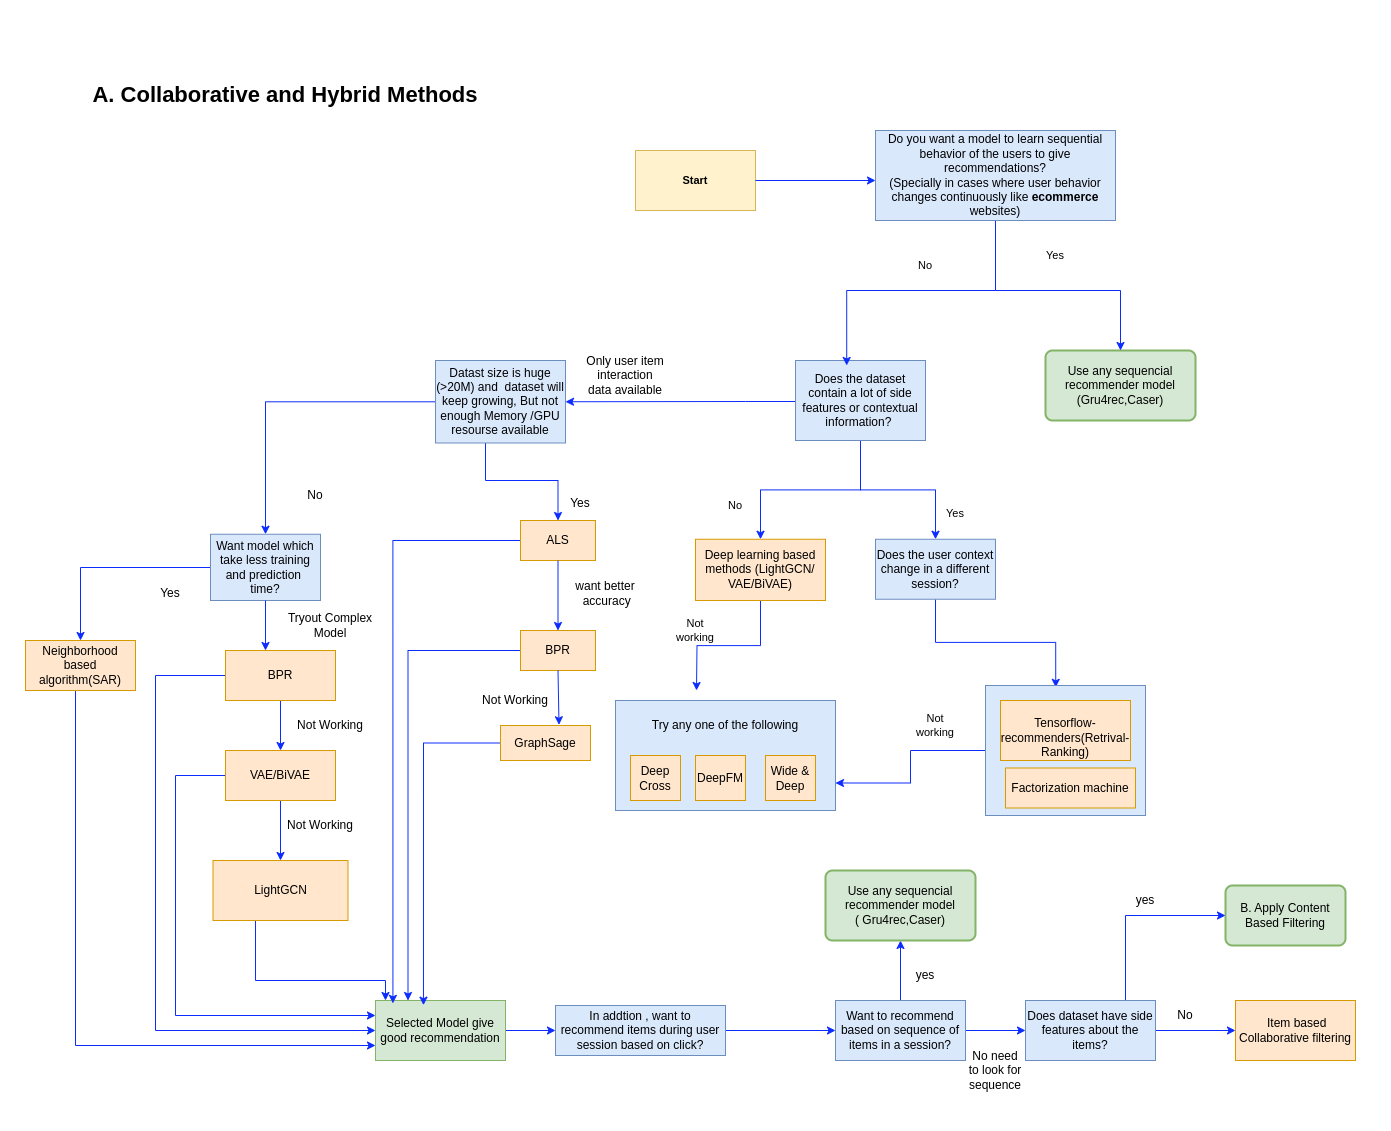 A. Collaborative and Hybrid Methods
Start
Do you want a model to learn sequential
behavior of the users to give
recommendations?
(Specially in cases where user behavior
changes continuously like ecommerce
websites)
No
Yes
Use any sequencial
recommender model
(Gru4rec,Caser)
Does the dataset
contain a lot of side
features or contextual
information?
Only user item
interaction
data available
Datast size is huge
(>20M) and dataset will
keep growing, But not
enough Memory /GPU
resourse available
No
Yes
No
Yes
Want model which
take less training
and prediction
time?
Yes
Tryout Complex
Model
Neighborhood
based
algorithm(SAR)
BPR
Not Working
VAE/BiVAE
Not Working
LightGCN
ALS
want better
accuracy
BPR
Not Working
GraphSage
Deep learning based
methods (LightGCN/
VAE/BiVAE)
Not
working
Does the user context
change in a different
session?
Try any one of the following
Deep
Cross
DeepFM
Wide &
Deep
Not
working
Tensorflow-
recommenders(Retrival-
Ranking)
Factorization machine
Use any sequencial
recommender model
( Gru4rec,Caser)
yes
B. Apply Content
Based Filtering
yes
Selected Model give
good recommendation
In addtion , want to
recommend items during user
session based on click?
Want to recommend
based on sequence of
items in a session?
No need
to look for
sequence
Does dataset have side
features about the
items?
No
Item based
Collaborative filtering